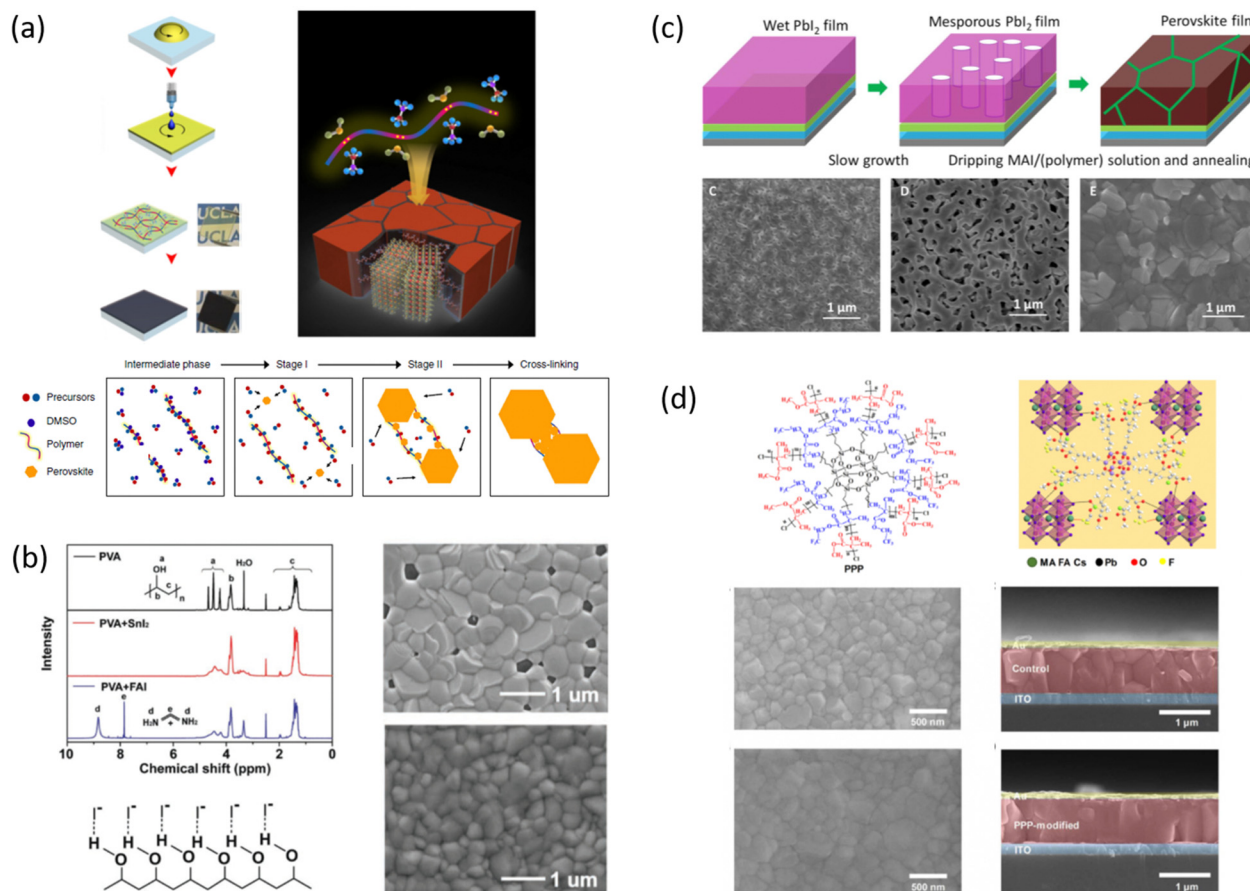 (a)
UCLA
UCLA
Intermediate phase
Stage I
Stage II
Cross-linking
Precursors
DMSO
Polymer
Perovskite
(b)
PVA
a
OH
c
b
n
a
b
H₂O
c
PVA+SnI₂
PVA+FAI
d
e
d
e
d
H₂N
NH₂
+
Intensity
10 8 6 4 2 0
Chemical shift (ppm)
I⁻ I⁻ I⁻ I⁻ I⁻ I⁻
H H H H H H
O O O O O O
1 um
1 um
(c)
Wet PbI₂ film
Mesporous PbI₂ film
Perovskite film
Slow growth
Dripping MAI/(polymer) solution and annealing
C
D
E
1 μm
1 μm
1 μm
(d)
PPP
MA FA Cs
Pb
O
F
500 nm
Au
Control
ITO
1 μm
500 nm
Au
PPP-modified
ITO
1 μm